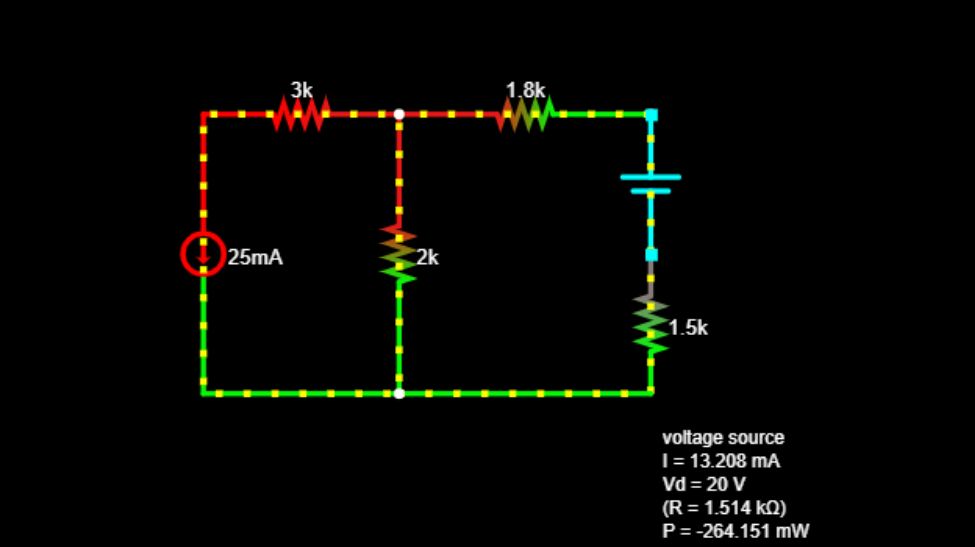 3k
1.8k
25mA
2k
1.5k
voltage source
I = 13.208 mA
Vd = 20 V
(R = 1.514 kΩ)
P = -264.151 mW